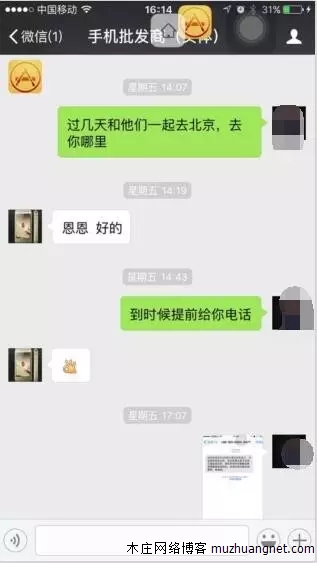 中国移动 16:14 31%
微信(1) 手机批发商
星期五 14:07
过几天和他们一起去北京，去
你哪里
星期五 14:19
恩恩 好的
星期五 14:43
到时候提前给你电话
星期五 17:07
木庄网络博客 muzhuangnet.com